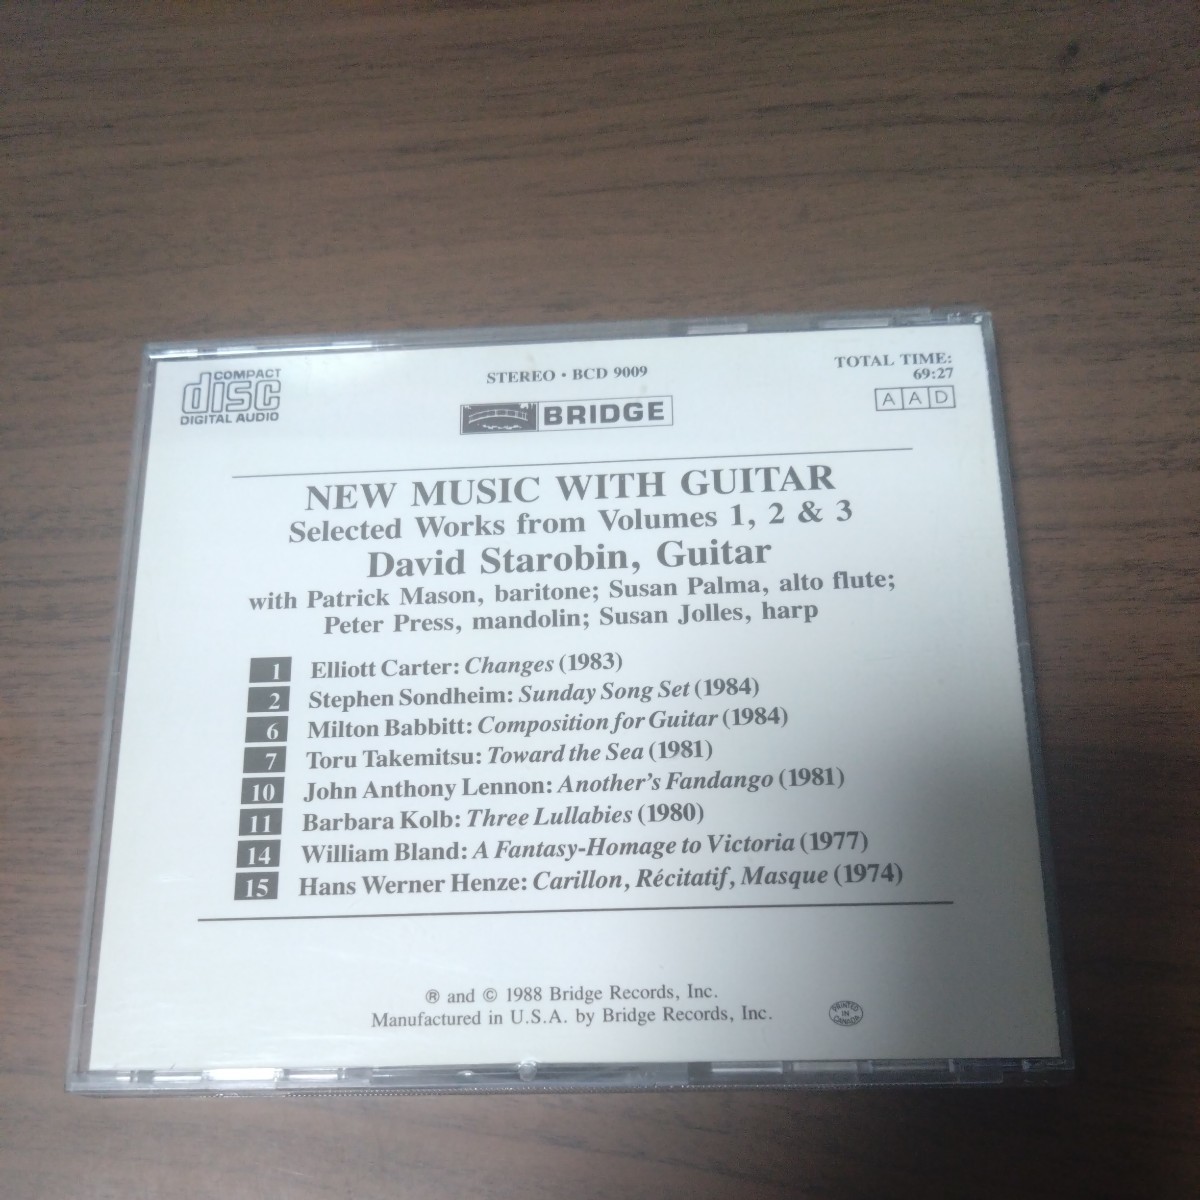 COMPACT
disc
DIGITAL AUDIO
STEREO • BCD 9009
BRIDGE
TOTAL TIME:
69:27
AAD
NEW MUSIC WITH GUITAR
Selected Works from Volumes 1, 2 & 3
David Starobin, Guitar
with Patrick Mason, baritone; Susan Palma, alto flute;
Peter Press, mandolin; Susan Jolles, harp
1 Elliott Carter: Changes (1983)
2 Stephen Sondheim: Sunday Song Set (1984)
6 Milton Babbitt: Composition for Guitar (1984)
7 Toru Takemitsu: Toward the Sea (1981)
10 John Anthony Lennon: Another's Fandango (1981)
11 Barbara Kolb: Three Lullabies (1980)
14 William Bland: A Fantasy-Homage to Victoria (1977)
15 Hans Werner Henze: Carillon, Récitatif, Masque (1974)
® and © 1988 Bridge Records, Inc.
Manufactured in U.S.A. by Bridge Records, Inc.
PRINTED
IN
CANADA